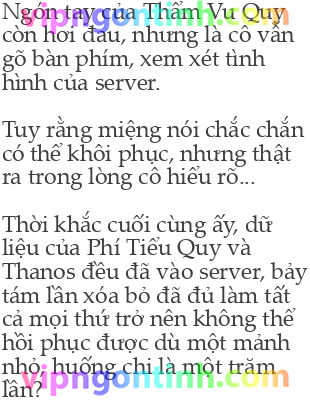 vipngontinh.com
Ngón tay của Thẩm Vu Quy
còn hơi đau, nhưng là cô vẫn
gõ bàn phím, xem xét tình
hình của server.
Tuy rằng miệng nói chắc chắn
có thể khôi phục, nhưng thật
ra trong lòng cô hiểu rõ...
Thời khắc cuối cùng ấy, dữ
liệu của Phí Tiểu Quy và
Thanos đều đã vào server, bảy
tám lần xóa bỏ đã đủ làm tất
cả mọi thứ trở nên không thể
hồi phục được dù một mảnh
nhỏ, huống chi là một trăm
lần?
vipngontinh.com